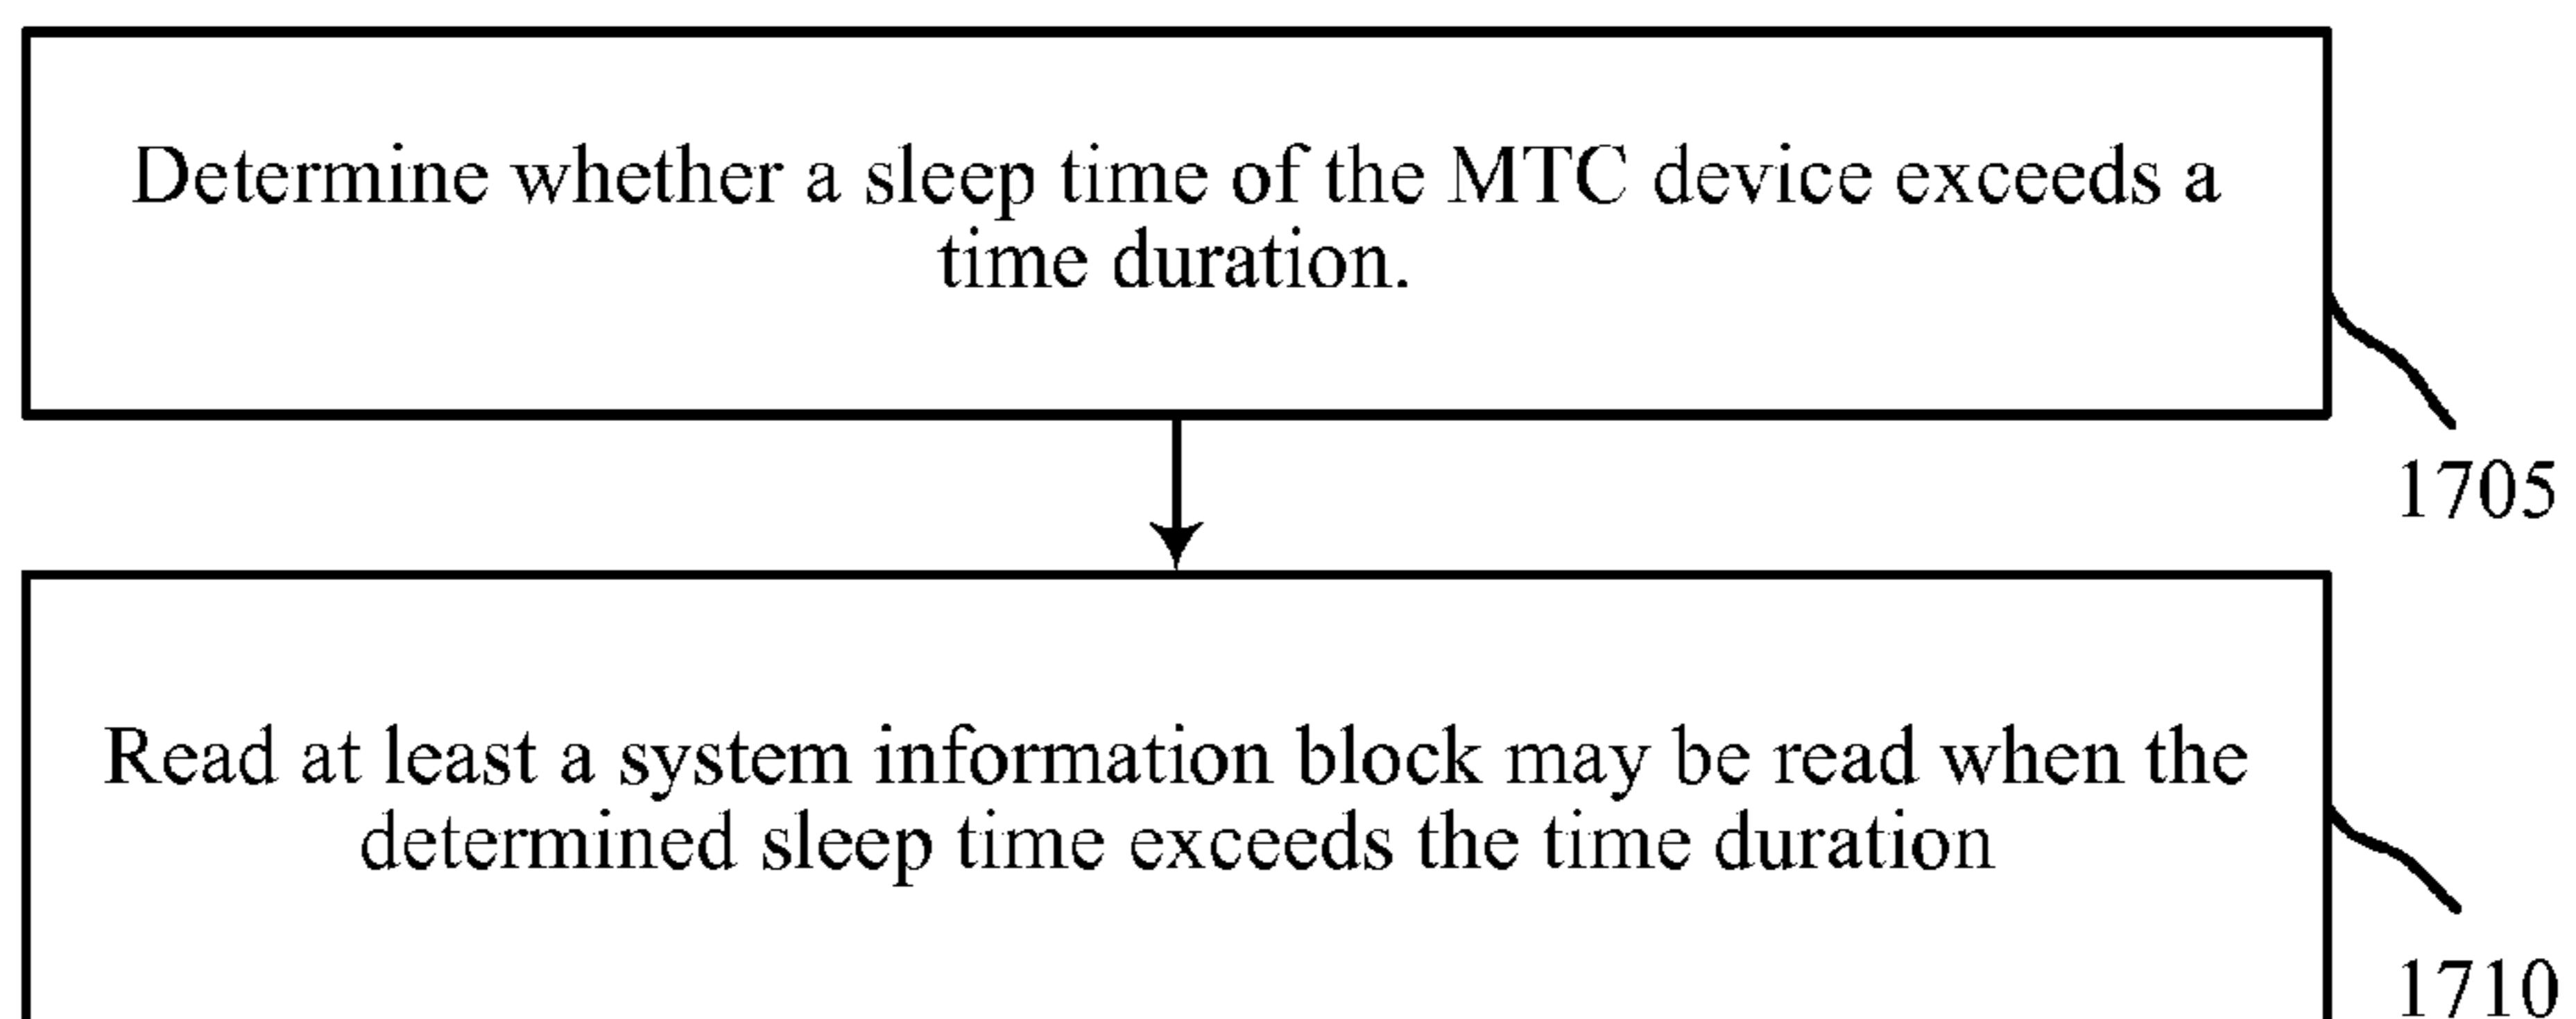 Determine whether a sleep time of the MTC device exceeds a
time duration.
1705
Read at least a system information block may be read when the
determined sleep time exceeds the time duration
1710